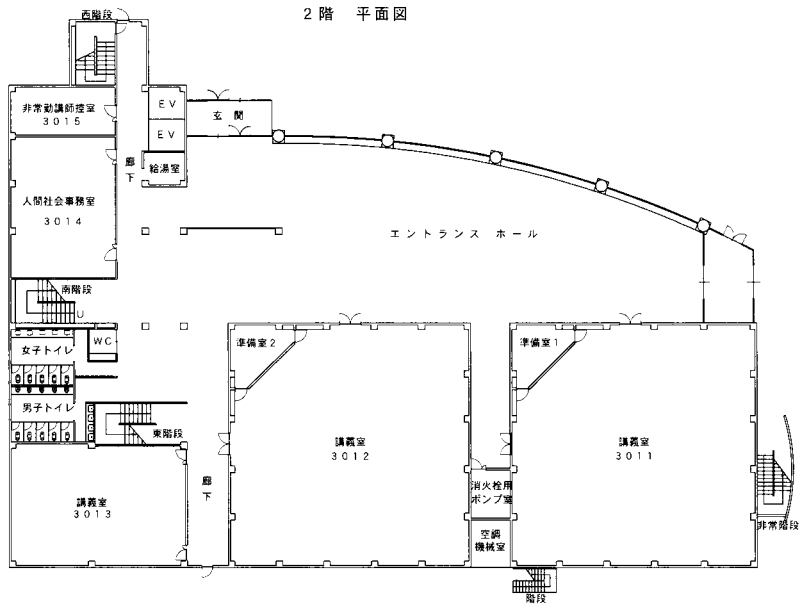 2階 平面図
西階段
非常勤講師控室
3015
EV
EV
玄関
廊下
給湯室
人間社会事務室
3014
エントランス ホール
南階段
U
女子トイレ
WC
準備室2
準備室1
男子トイレ
東階段
講義室
3012
講義室
3011
講義室
3013
廊下
消火栓用
ポンプ室
空調
機械室
非常階段
階段